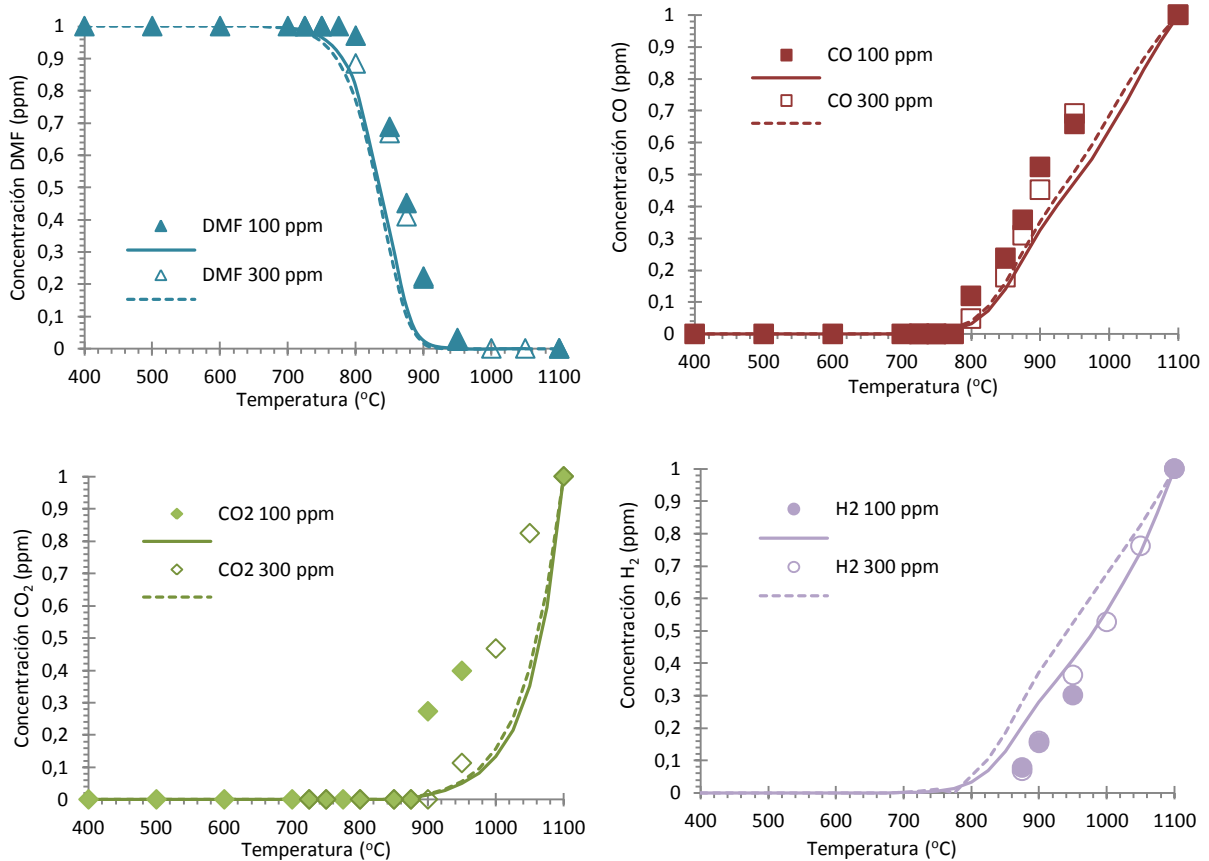 Concentración DMF (ppm)
1
0,9
0,8
0,7
0,6
0,5
0,4
0,3
0,2
0,1
0
DMF 100 ppm
DMF 300 ppm
400 500 600 700 800 900 1000 1100
Temperatura (ºC)
Concentración CO (ppm)
1
0,9
0,8
0,7
0,6
0,5
0,4
0,3
0,2
0,1
0
CO 100 ppm
CO 300 ppm
400 500 600 700 800 900 1000 1100
Temperatura (ºC)
Concentración CO₂ (ppm)
1
0,9
0,8
0,7
0,6
0,5
0,4
0,3
0,2
0,1
0
CO2 100 ppm
CO2 300 ppm
400 500 600 700 800 900 1000 1100
Temperatura (ºC)
Concentración H₂ (ppm)
1
0,9
0,8
0,7
0,6
0,5
0,4
0,3
0,2
0,1
0
H2 100 ppm
H2 300 ppm
400 500 600 700 800 900 1000 1100
Temperatura (ºC)